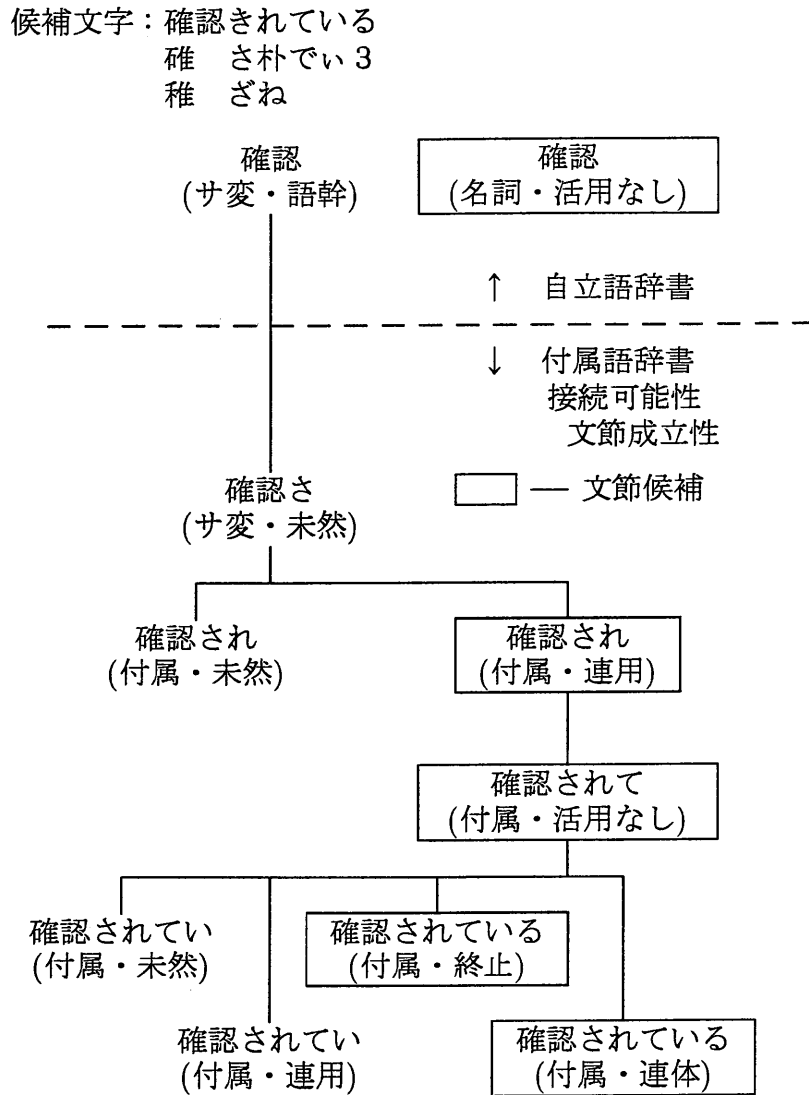 候補文字：確認きれている
碓　さ朴でぃ3
稚　ざね
確認
(サ変・語幹)
確認
(名詞・活用なし)
↑　自立語辞書
↓　付属語辞書
接続可能性
文節成立性
確認さ
(サ変・未然)
— 文節候補
確認され
(付属・未然)
確認され
(付属・連用)
確認されて
(付属・活用なし)
確認されてい
(付属・未然)
確認されている
(付属・終止)
確認されてい
(付属・連用)
確認されている
(付属・連体)